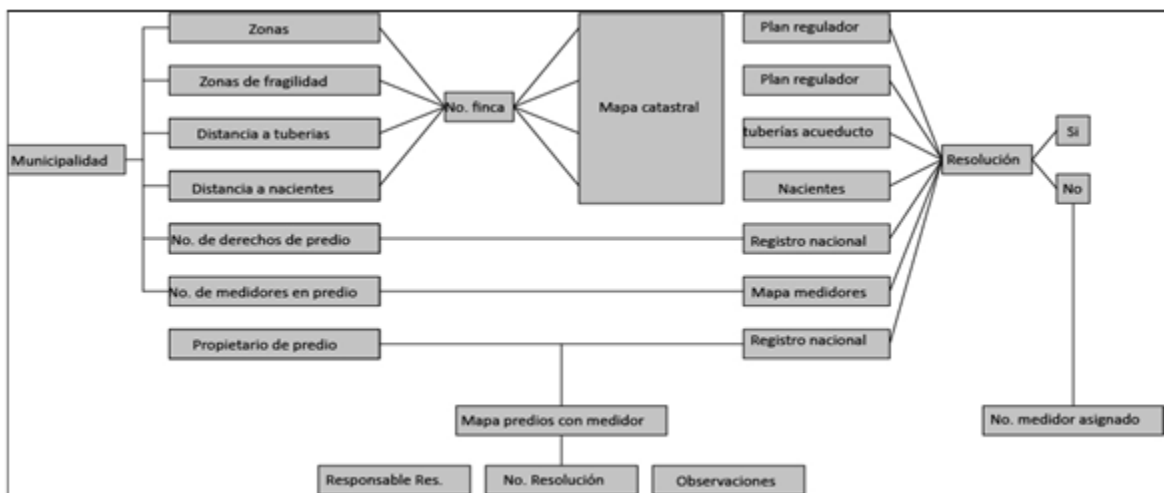 Zonas
Plan regulador
Zonas de fragilidad
No. finca
Mapa catastral
Plan regulador
Distancia a tuberias
tuberías acueducto
Si
Municipalidad
Resolución
Distancia a nacientes
Nacientes
No
No. de derechos de predio
Registro nacional
No. de medidores en predio
Mapa medidores
Propietario de predio
Registro nacional
Mapa predios con medidor
No. medidor asignado
Responsable Res.
No. Resolución
Observaciones